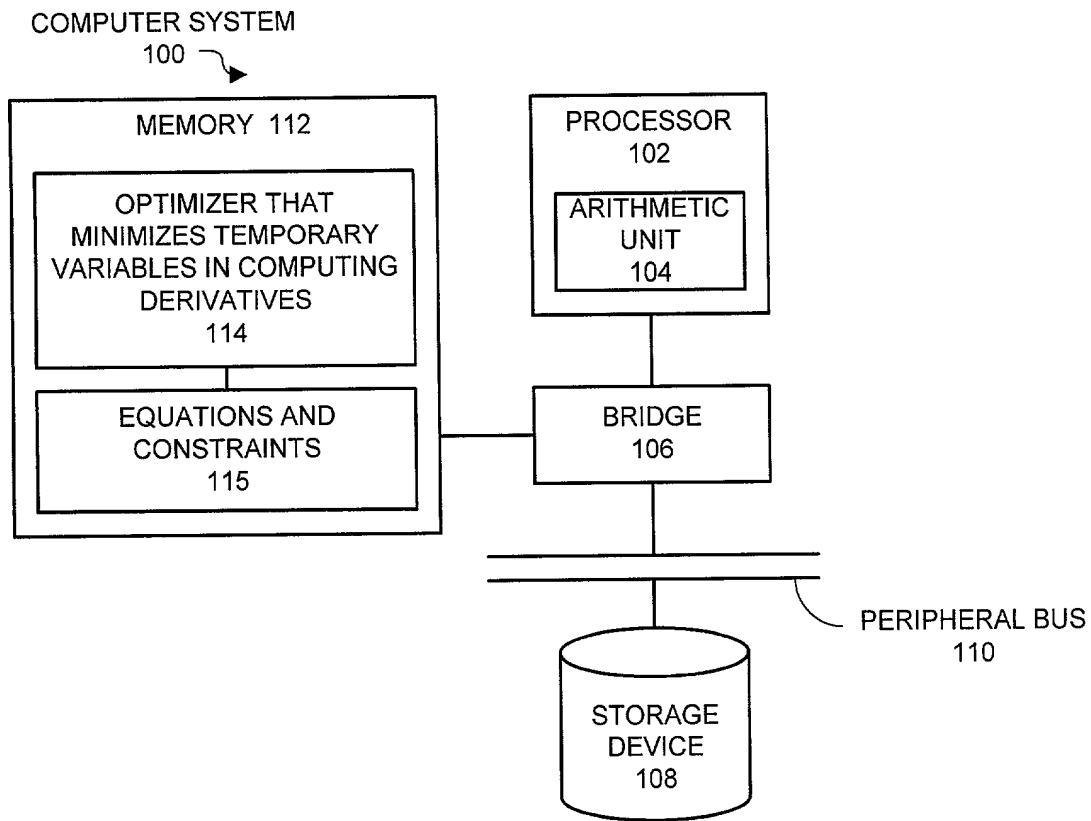 COMPUTER SYSTEM
100
MEMORY 112
OPTIMIZER THAT
MINIMIZES TEMPORARY
VARIABLES IN COMPUTING
DERIVATIVES
114
EQUATIONS AND
CONSTRAINTS
115
PROCESSOR
102
ARITHMETIC
UNIT
104
BRIDGE
106
PERIPHERAL BUS
110
STORAGE
DEVICE
108